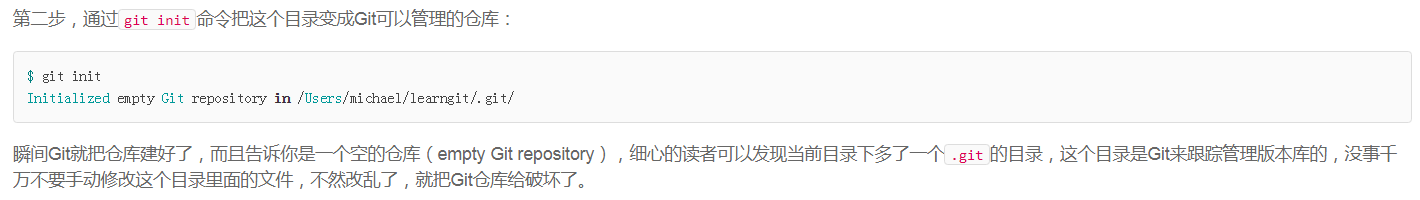 第二步，通过git init命令把这个目录变成Git可以管理的仓库：
$ git init
Initialized empty Git repository in /Users/michael/learngit/.git/
瞬间Git就把仓库建好了，而且告诉你是一个空的仓库（empty Git repository），细心的读者可以发现当前目录下多了一个.git的目录，这个目录是Git来跟踪管理版本库的，没事千
万不要手动修改这个目录里面的文件，不然改乱了，就把Git仓库给破坏了。